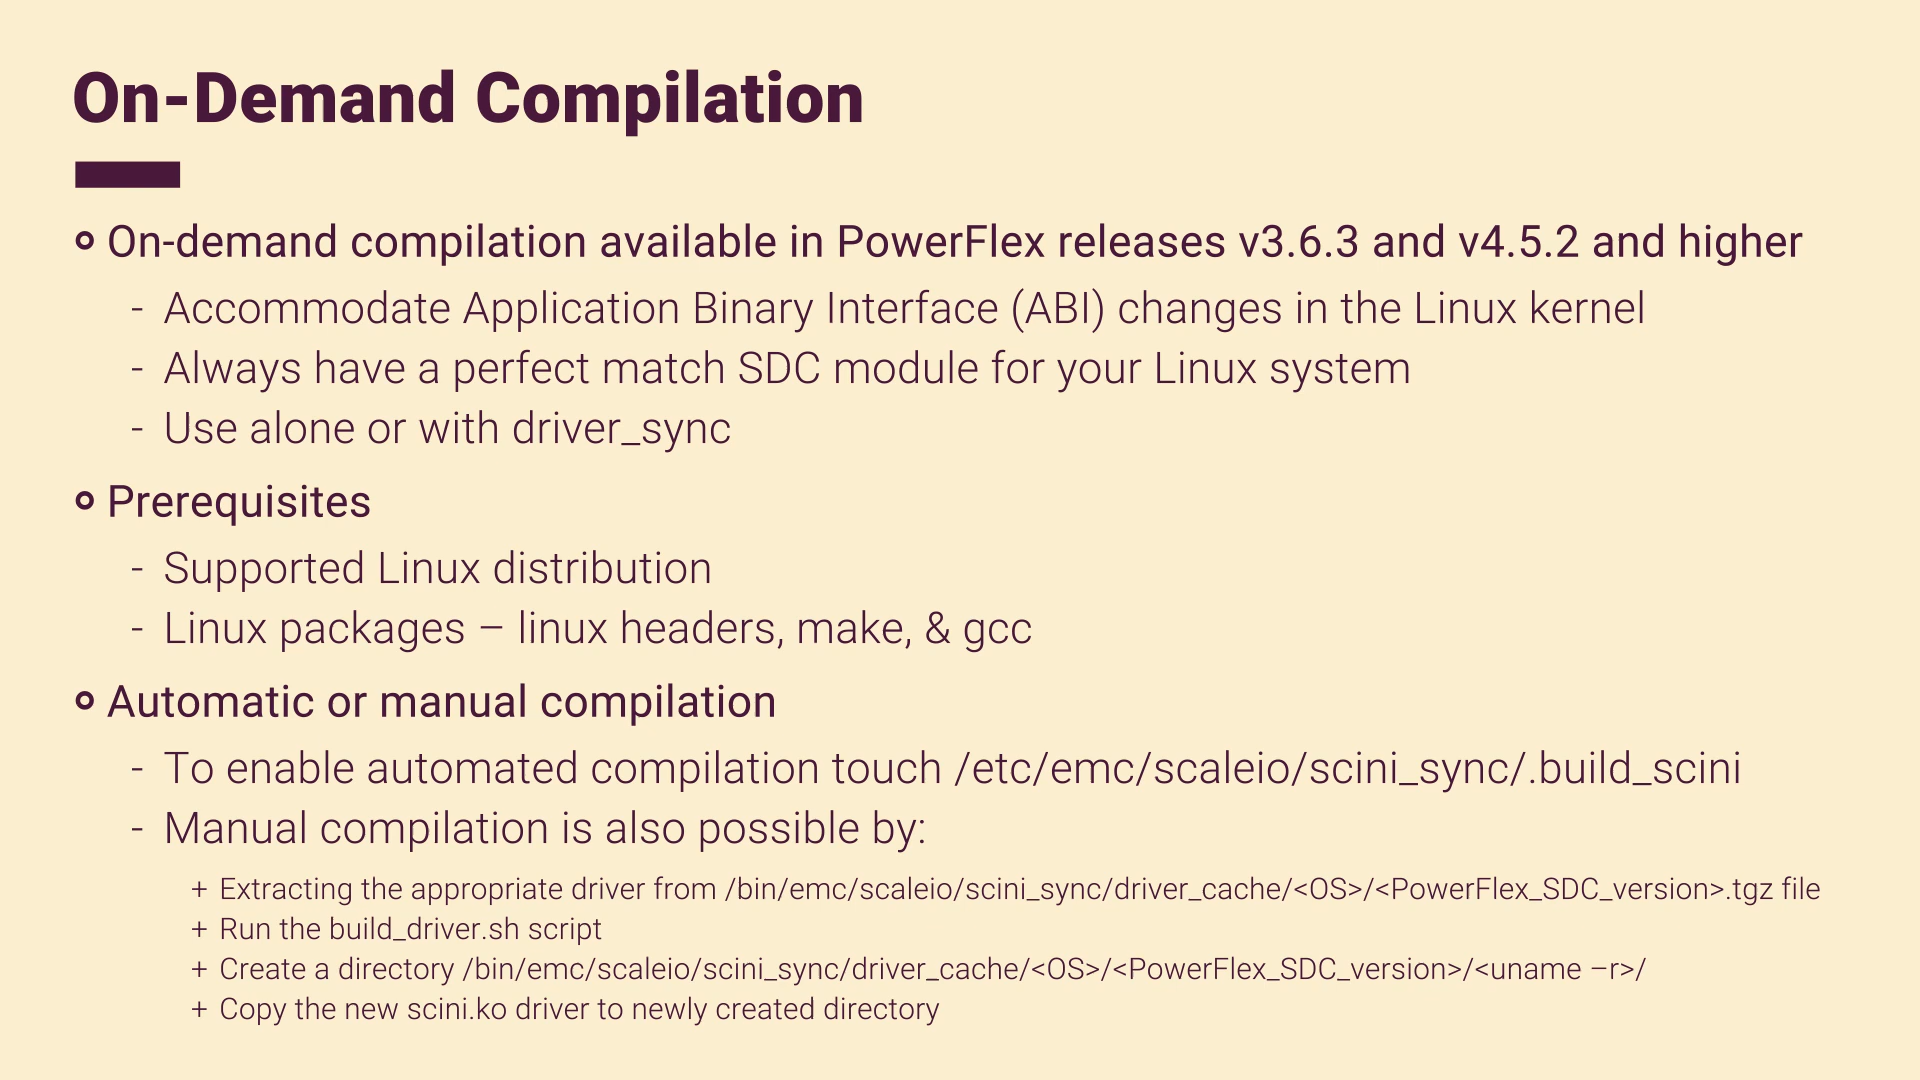 On-Demand Compilation
On-demand compilation available in PowerFlex releases v3.6.3 and v4.5.2 and higher
- Accommodate Application Binary Interface (ABI) changes in the Linux kernel
- Always have a perfect match SDC module for your Linux system
- Use alone or with driver_sync
Prerequisites
- Supported Linux distribution
- Linux packages – linux headers, make, & gcc
Automatic or manual compilation
- To enable automated compilation touch /etc/emc/scaleio/scini_sync/.build_scini
- Manual compilation is also possible by:
+ Extracting the appropriate driver from /bin/emc/scaleio/scini_sync/driver_cache/<OS>/<PowerFlex_SDC_version>.tgz file
+ Run the build_driver.sh script
+ Create a directory /bin/emc/scaleio/scini_sync/driver_cache/<OS>/<PowerFlex_SDC_version>/<uname –r>/
+ Copy the new scini.ko driver to newly created directory